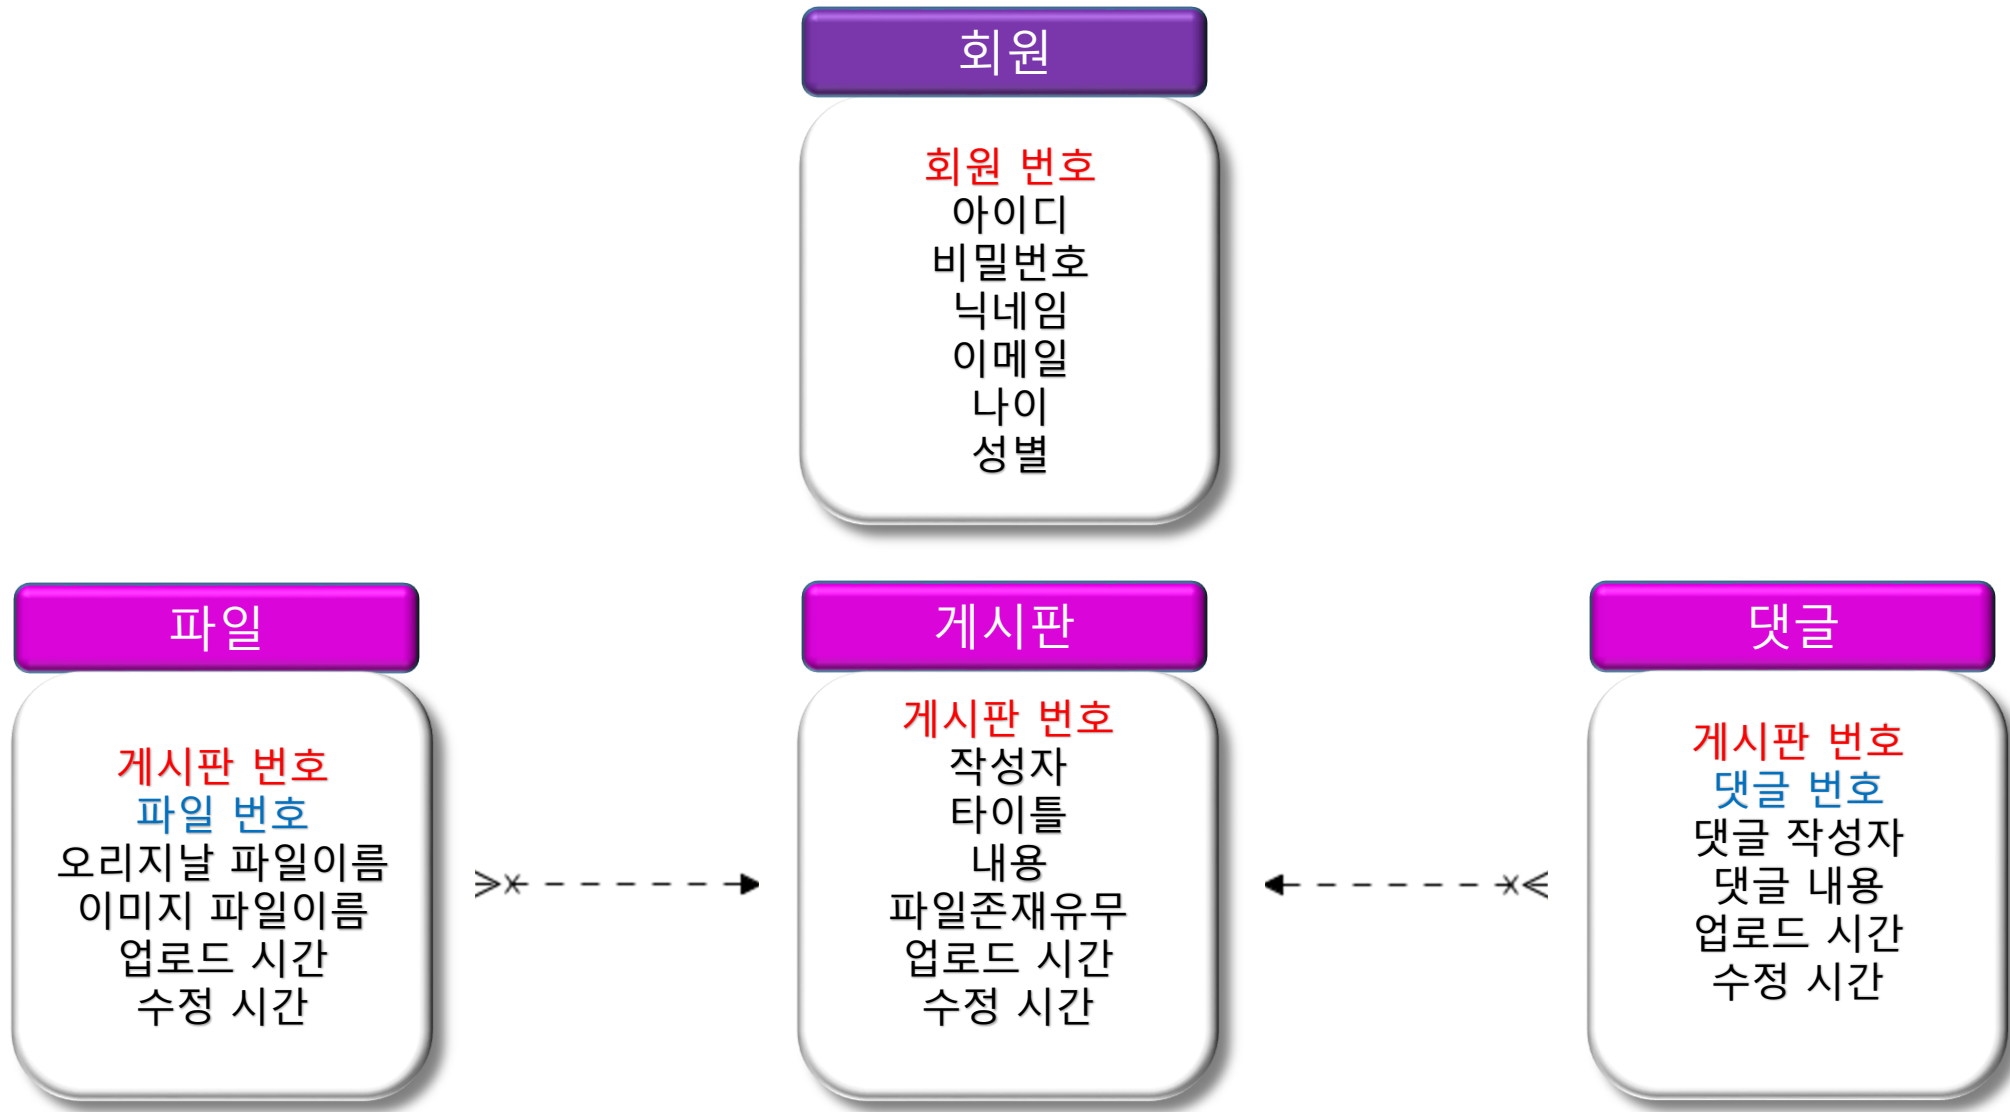 회원
회원 번호
아이디
비밀번호
닉네임
이메일
나이
성별
파일
게시판 번호
파일 번호
오리지날 파일이름
이미지 파일이름
업로드 시간
수정 시간
게시판
게시판 번호
작성자
타이틀
내용
파일존재유무
업로드 시간
수정 시간
댓글
게시판 번호
댓글 번호
댓글 작성자
댓글 내용
업로드 시간
수정 시간